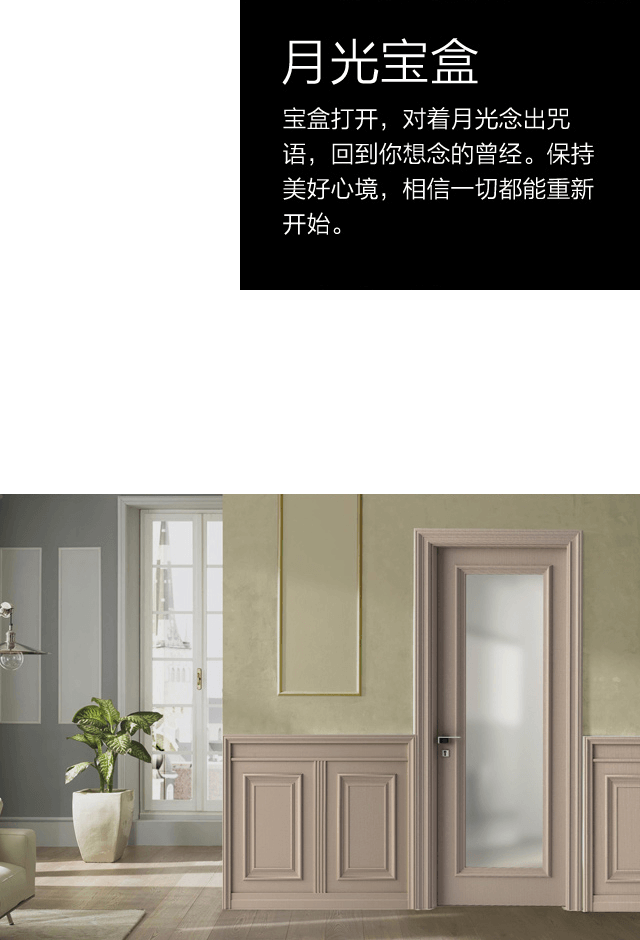 月光宝盒
宝盒打开，对着月光念出咒
语，回到你想念的曾经。保持
美好心境，相信一切都能重新
开始。